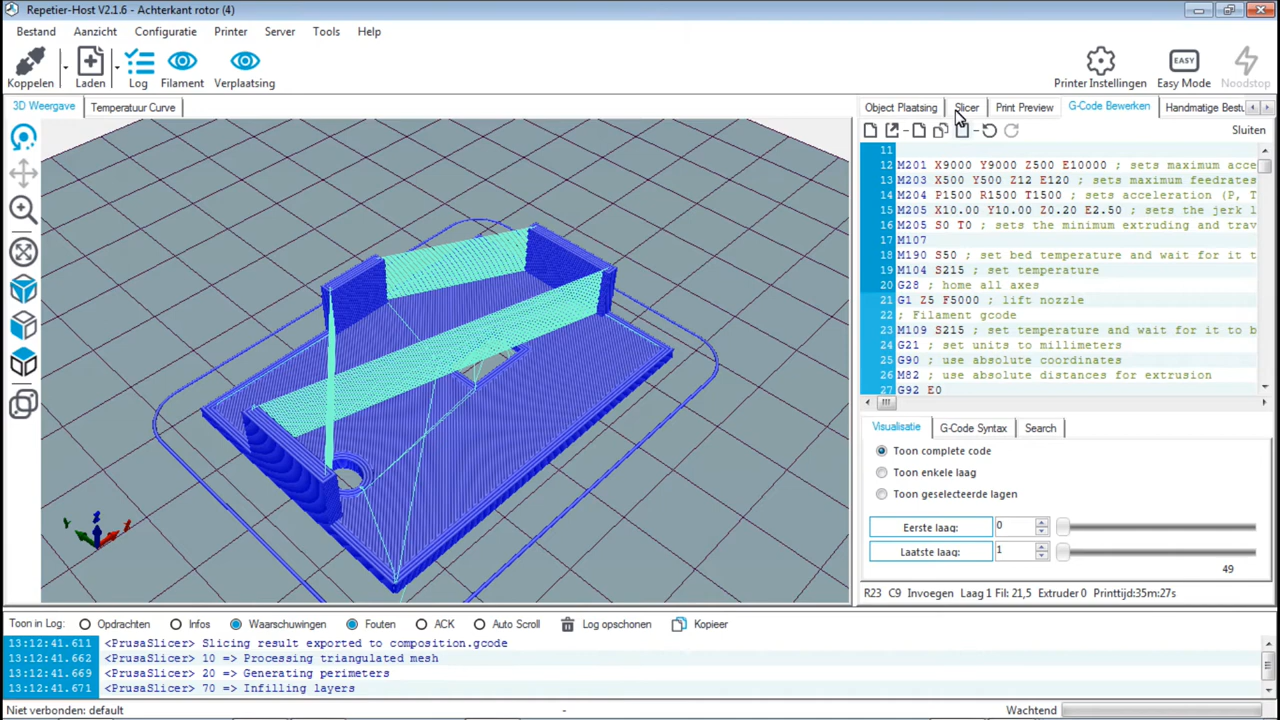 Repetier-Host V2.1.6 - Achterkant rotor (4)
Bestand Aanzicht Configuratie Printer Server Tools Help
Koppelen Laden Log Filament Verplaatsing
Printer Instellingen EASY Easy Mode Noodstop
3D Weergave Temperatuur Curve
Object Plaatsing Slicer Print Preview G-Code Bewerken Handmatige Bestu
Sluiten
11
12 M201 X9000 Y9000 Z500 E10000 ; sets maximum acce
13 M203 X500 Y500 Z12 E120 ; sets maximum feedrates
14 M204 P1500 R1500 T1500 ; sets acceleration (P, T
15 M205 X10.00 Y10.00 Z0.20 E2.50 ; sets the jerk l
16 M205 S0 T0 ; sets the minimum extruding and trav
17 M107
18 M190 S50 ; set bed temperature and wait for it t
19 M104 S215 ; set temperature
20 G28 ; home all axes
21 G1 Z5 F5000 ; lift nozzle
22 ; Filament gcode
23 M109 S215 ; set temperature and wait for it to b
24 G21 ; set units to millimeters
25 G90 ; use absolute coordinates
26 M82 ; use absolute distances for extrusion
27 G92 E0
Visualisatie G-Code Syntax Search
Toon complete code
Toon enkele laag
Toon geselecteerde lagen
Eerste laag: 0
Laatste laag: 1
49
R23 C9 Invoegen Laag 1 Fil: 21,5 Extruder 0 Printtijd:35m:27s
Toon in Log: Opdrachten Infos Waarschuwingen Fouten ACK Auto Scroll Log opschonen Kopieer
13:12:41.611 <PrusaSlicer> Slicing result exported to composition.gcode
13:12:41.662 <PrusaSlicer> 10 => Processing triangulated mesh
13:12:41.669 <PrusaSlicer> 20 => Generating perimeters
13:12:41.671 <PrusaSlicer> 70 => Infilling layers
Niet verbonden: default - Wachtend